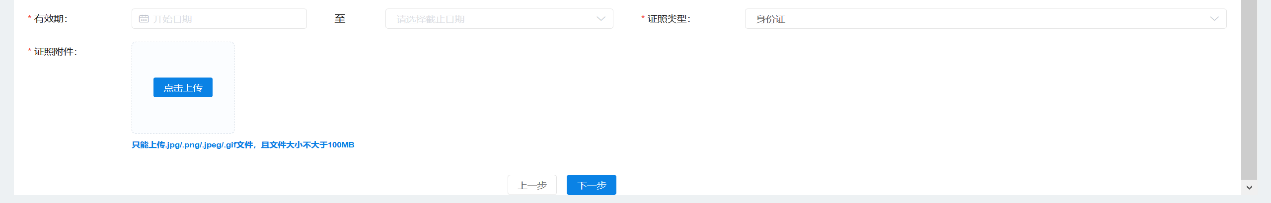 * 有效期: 开始日期 至 请选择截止日期 * 证照类型: 身份证
* 证照附件:
点击上传
只能上传.jpg/.png/.jpeg/.gif文件，且文件大小不大于100MB
上一步 下一步